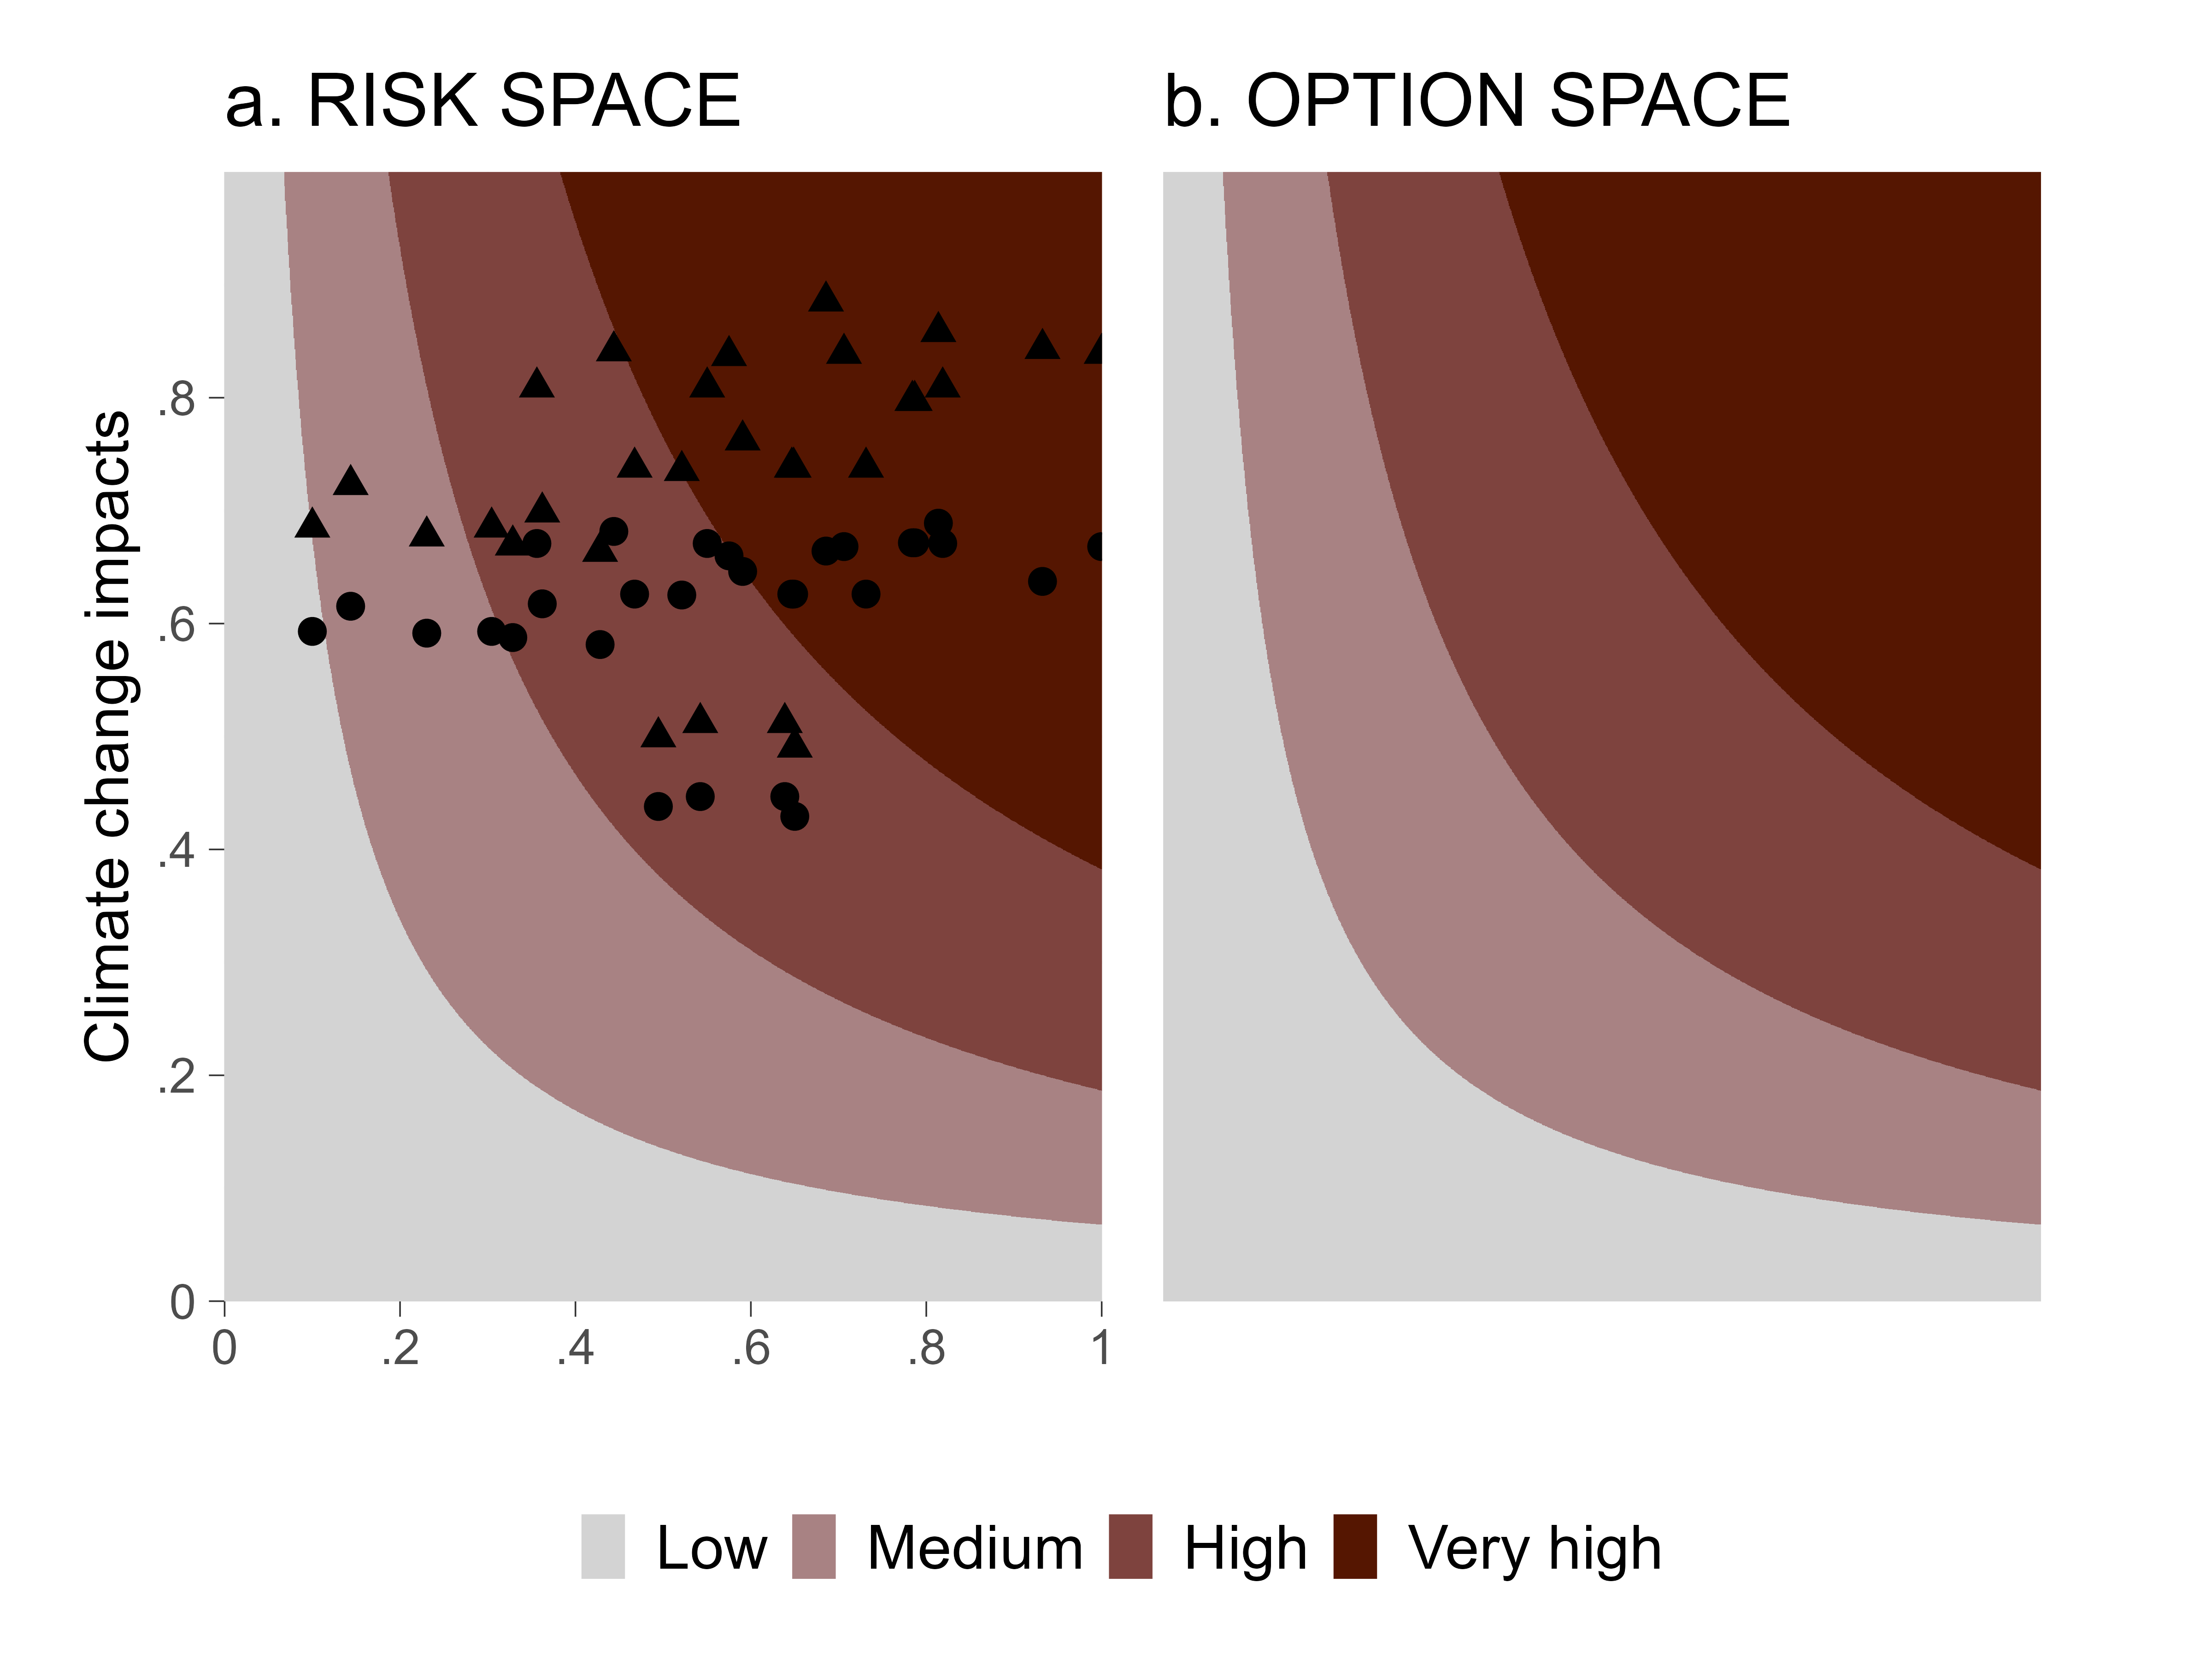 a. RISK SPACE
b. OPTION SPACE
Climate change impacts
.8
.6
.4
.2
0
0 .2 .4 .6 .8 1
Low Medium High Very high